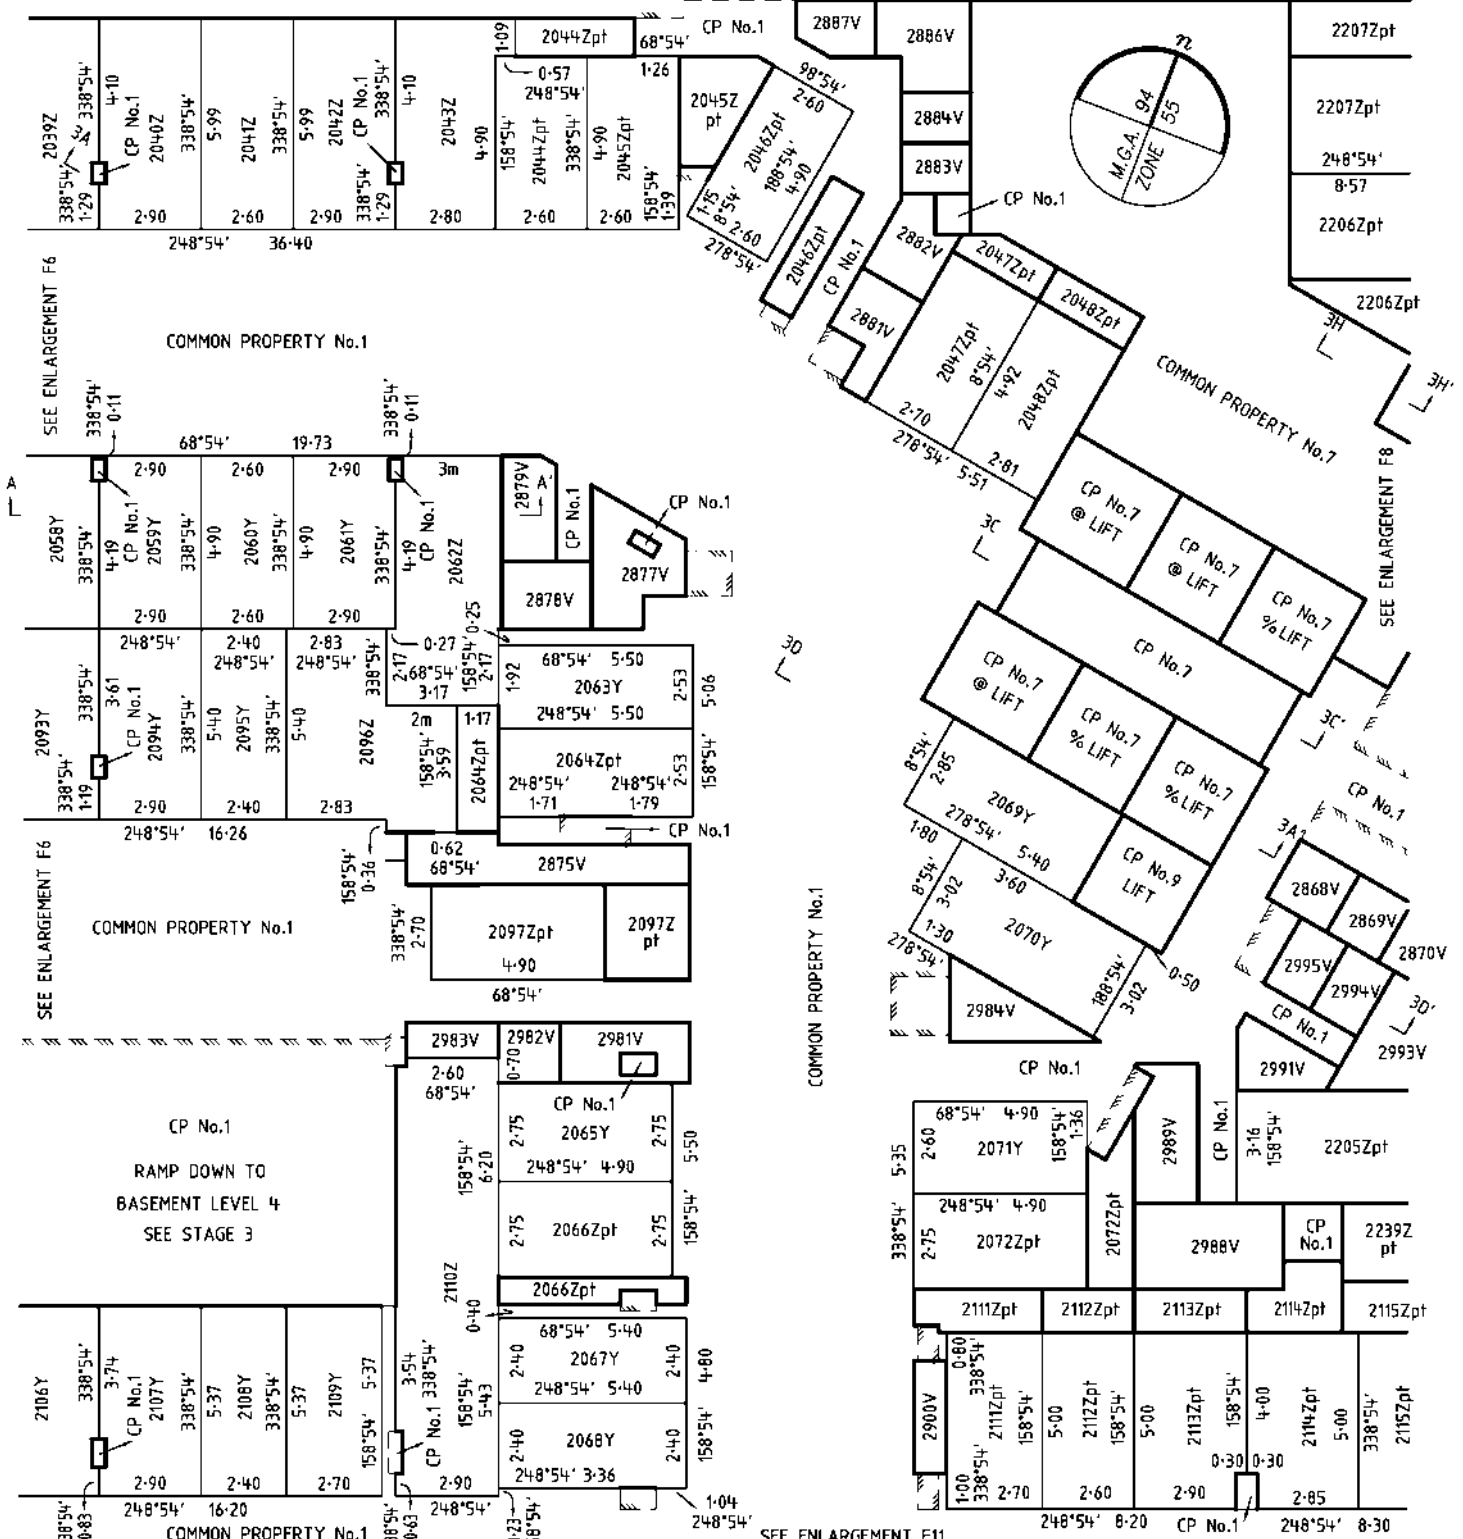 2044Zpt
1·09
68°54'
CP No.1
2887V
2886V
2207Zpt
n
M.G.A. 94
ZONE 55
2039Z
338°54'
4·10
CP No.1
3A
338°54'
1·29
2040Z
338°54'
5·99
2041Z
338°54'
5·99
2042Z
CP No.1
338°54'
4·10
338°54'
1·29
2043Z
4·90
0·57
248°54'
158°54'
2044Zpt
338°54'
4·90
2045Zpt
1·26
158°54'
1·39
2045Z
pt
98°54'
2·60
2046Zpt
188°54'
4·90
1·15
8°54'
2·60
278°54'
2046Zpt
CP No.1
2884V
2883V
CP No.1
2882V
2881V
2207Zpt
248°54'
8·57
2206Zpt
2206Zpt
2·90
2·60
2·90
2·80
2·60
2·60
248°54' 36·40
2047Zpt
2048Zpt
2047Zpt
8°54'
4·92
2048Zpt
2·70
278°54' 5·51
2·81
3H
3H'
COMMON PROPERTY No.7
SEE ENLARGEMENT F6
COMMON PROPERTY No.1
SEE ENLARGEMENT F8
338°54'
0·11
338°54'
0·11
68°54' 19·73
2·90
2·60
2·90
3m
A
2058Y
338°54'
4·19
CP No.1
2059Y
338°54'
4·90
2060Y
338°54'
4·90
2061Y
338°54'
4·19
CP No.1
2062Z
2879V
A'
CP No.1
CP No.1
2877V
2878V
2·90
2·60
2·90
3C
CP No.7
@ LIFT
CP No.7
@ LIFT
CP No.7
% LIFT
CP No.7
CP No.7
@ LIFT
CP No.7
% LIFT
CP No.7
% LIFT
CP No.9
LIFT
3D
3C'
CP No.1
3A'
248°54'
2·40
248°54'
2·83
248°54'
338°54'
0·27
2·17
68°54'
3·17
158°54'
2·17
0·25
68°54' 5·50
1·92
2063Y
2·53
5·06
248°54' 5·50
2093Y
338°54'
3·61
CP No.1
338°54'
1·19
2094Y
338°54'
5·40
2095Y
338°54'
5·40
2096Z
2m
158°54'
3·59
1·17
2064Zpt
2064Zpt
248°54'
1·71
248°54'
1·79
2·53
158°54'
2·90
2·40
2·83
248°54' 16·26
CP No.1
8°54'
2·85
2069Y
278°54'
5·40
1·80
8°54'
3·02
3·60
2070Y
1·30
278°54'
188°54'
3·02
0·50
2984V
SEE ENLARGEMENT F6
158°54'
0·36
0·62
68°54'
2875V
COMMON PROPERTY No.1
338°54'
2·70
2097Zpt
4·90
68°54'
2097Z
pt
COMMON PROPERTY No.1
2868V
2869V
2870V
2995V
2994V
CP No.1
3D'
2993V
2991V
2983V
2982V
2981V
2·60
68°54'
0·70
CP No.1
CP No.1
CP No.1
RAMP DOWN TO
BASEMENT LEVEL 4
SEE STAGE 3
158°54'
6·20
2·75
2065Y
2·75
5·50
248°54' 4·90
2·75
2066Zpt
2·75
158°54'
68°54' 4·90
5·35
2·60
2071Y
158°54'
1·36
248°54' 4·90
338°54'
2·75
2072Zpt
2072Zpt
2989V
CP No.1
3·16
158°54'
2205Zpt
2988V
CP
No.1
2239Z
pt
2110Z
2066Zpt
0·40
2111Zpt
2112Zpt
2113Zpt
2114Zpt
2115Zpt
68°54' 5·40
2·40
2067Y
2·40
4·80
248°54' 5·40
2·40
2068Y
2·40
158°54'
248°54' 3·36
1·04
248°54'
2106Y
338°54'
3·74
CP No.1
2107Y
338°54'
5·37
2108Y
338°54'
5·37
2109Y
5·37
158°54'
3·54
338°54'
CP No.1
158°54'
5·43
2·90
2·40
2·70
2·90
248°54' 16·20
248°54'
0·83
0·63
2900V
0·80
338°54'
2111Zpt
158°54'
1·00
338°54'
5·00
2112Zpt
158°54'
5·00
2113Zpt
158°54'
4·00
2114Zpt
5·00
338°54'
2115Zpt
0·30
0·30
2·70
2·60
2·90
2·85
248°54' 8·20
CP No.1
248°54' 8·30
COMMON PROPERTY No.1
SEE ENLARGEMENT F11